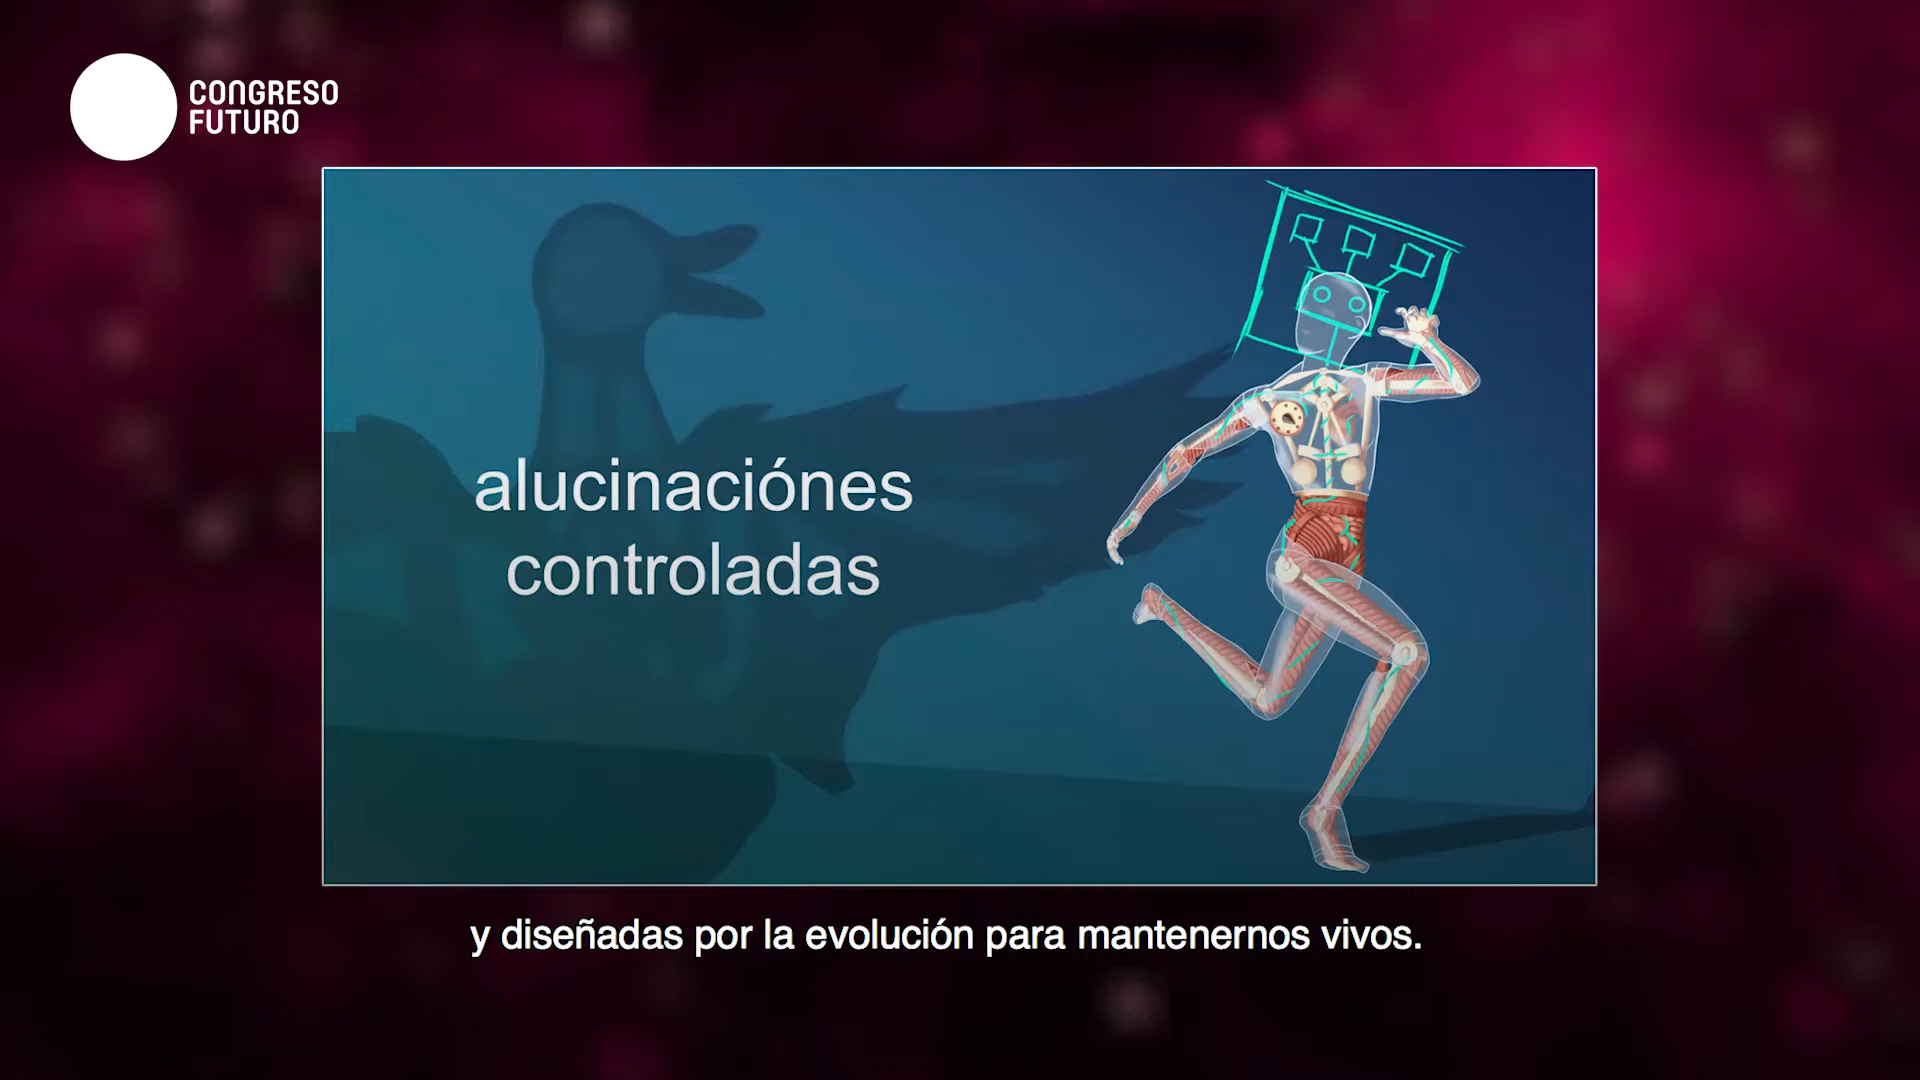 CONGRESO
FUTURO
alucinaciónes
controladas
y diseñadas por la evolución para mantenernos vivos.